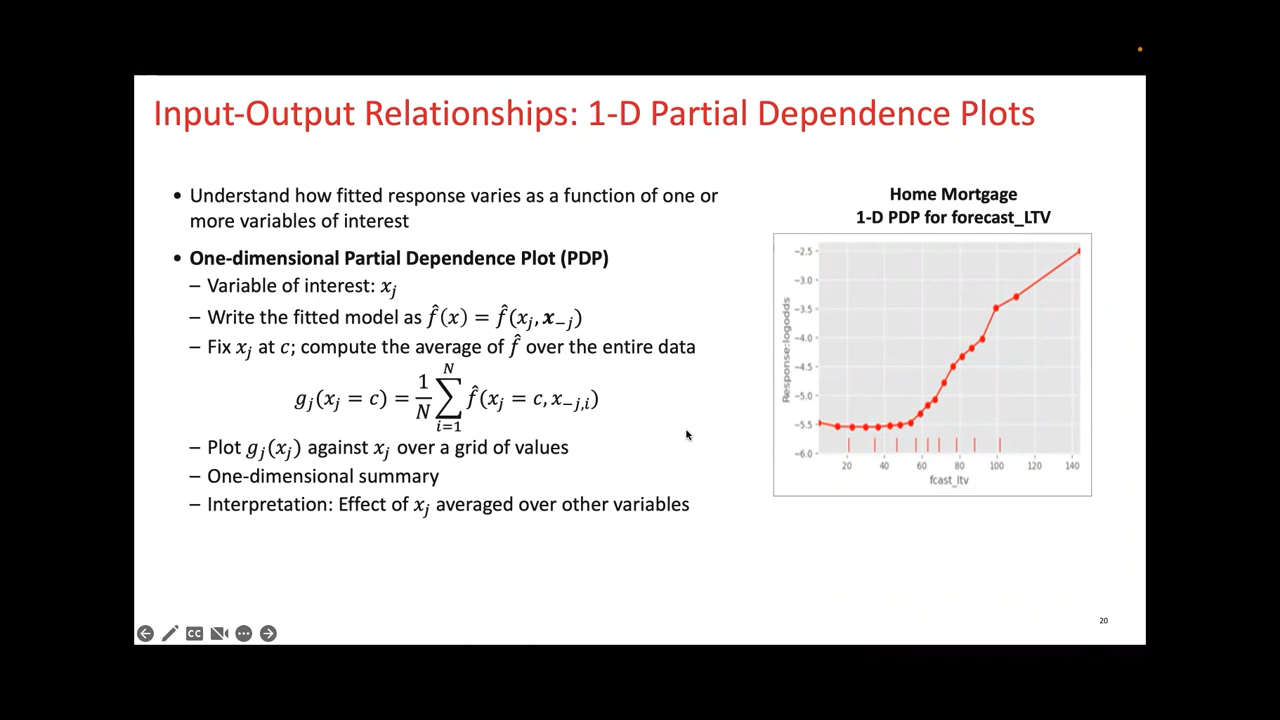 Input-Output Relationships: 1-D Partial Dependence Plots
• Understand how fitted response varies as a function of one or
more variables of interest
• One-dimensional Partial Dependence Plot (PDP)
– Variable of interest: xⱼ
– Write the fitted model as f̂(x) = f̂(xⱼ, x₋ⱼ)
– Fix xⱼ at c; compute the average of f̂ over the entire data
gⱼ(xⱼ = c) = 1/N ∑ᵢ₌₁ᴺ f̂(xⱼ = c, x₋ⱼ,ᵢ)
– Plot gⱼ(xⱼ) against xⱼ over a grid of values
– One-dimensional summary
– Interpretation: Effect of xⱼ averaged over other variables
Home Mortgage
1-D PDP for forecast_LTV
Response:logodds
−2.5
−3.0
−3.5
−4.0
−4.5
−5.0
−5.5
−6.0
20 40 60 80 100 120 140
fcast_ltv
20
CC